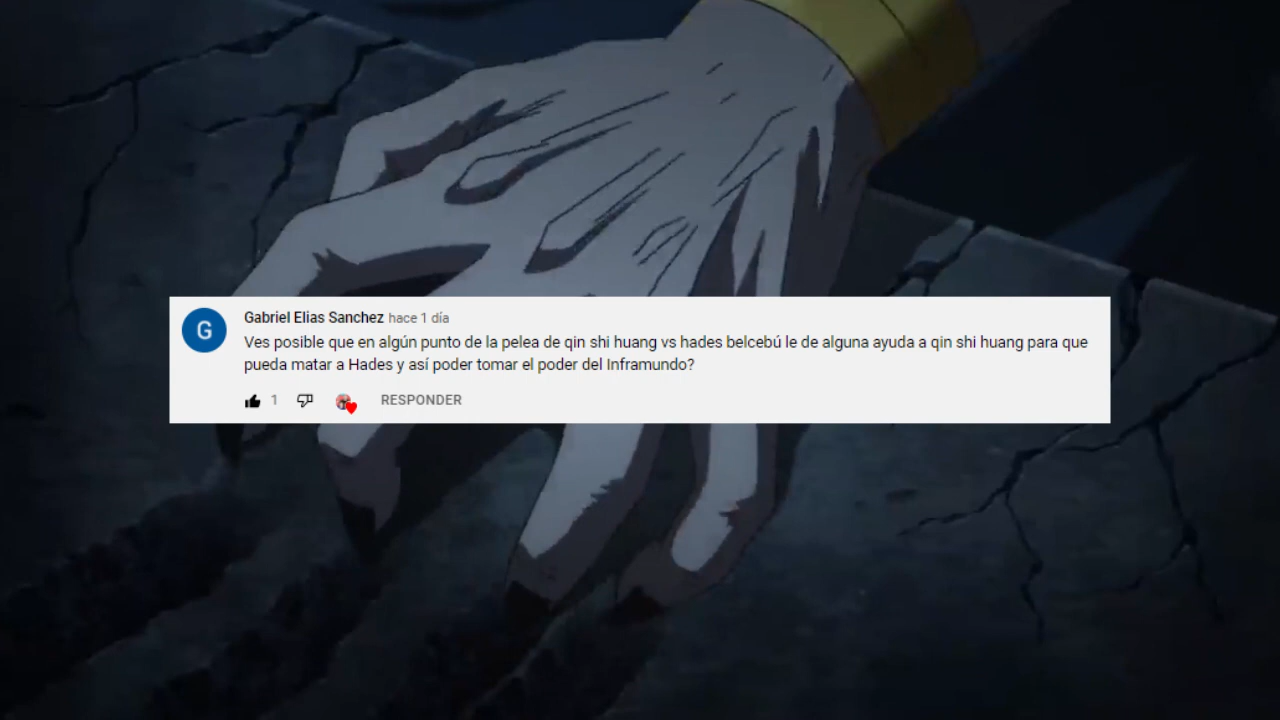 G
Gabriel Elias Sanchez hace 1 día
Ves posible que en algún punto de la pelea de qin shi huang vs hades belcebú le de alguna ayuda a qin shi huang para que
pueda matar a Hades y así poder tomar el poder del Inframundo?
1 RESPONDER